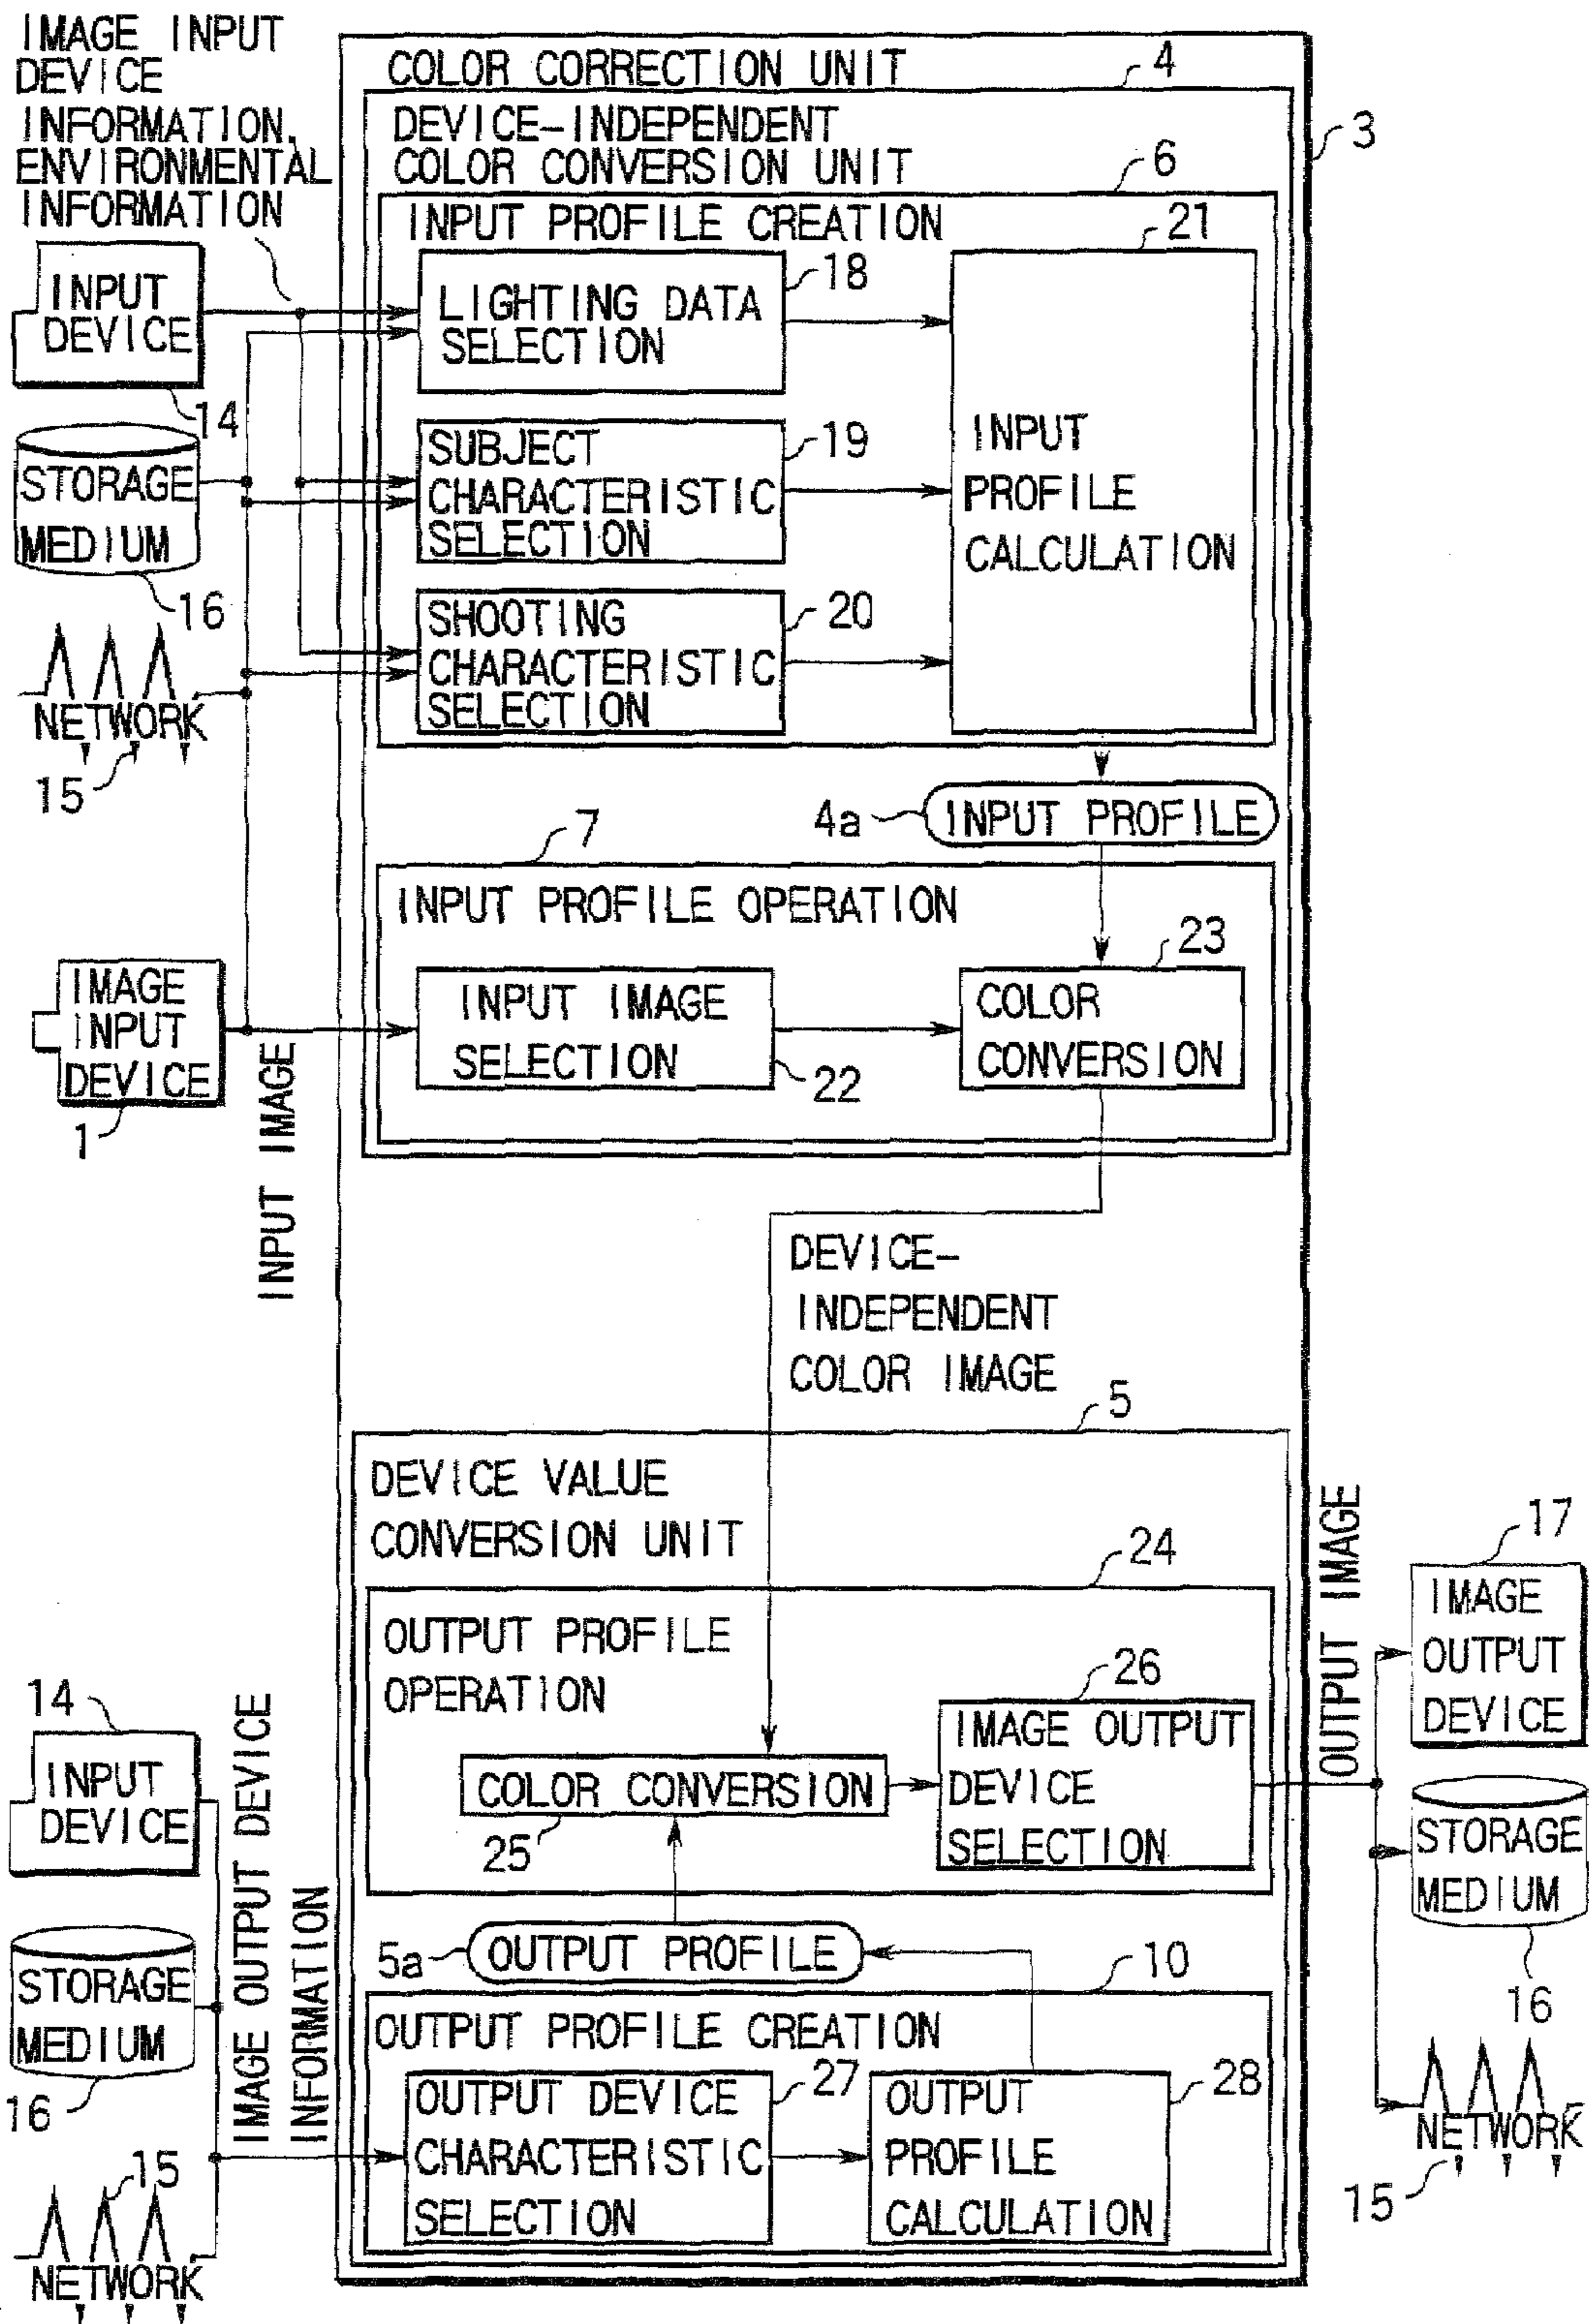 IMAGE INPUT
DEVICE
INFORMATION,
ENVIRONMENTAL
INFORMATION
COLOR CORRECTION UNIT
4
DEVICE-INDEPENDENT
COLOR CONVERSION UNIT
3
6
INPUT PROFILE CREATION
21
INPUT
DEVICE
14
LIGHTING DATA
SELECTION
18
STORAGE
MEDIUM
16
SUBJECT
CHARACTERISTIC
SELECTION
19
INPUT
PROFILE
CALCULATION
SHOOTING
CHARACTERISTIC
SELECTION
20
NETWORK
15
4a
INPUT PROFILE
7
INPUT PROFILE OPERATION
23
IMAGE
INPUT
DEVICE
1
INPUT IMAGE
SELECTION
22
COLOR
CONVERSION
INPUT IMAGE
DEVICE-
INDEPENDENT
COLOR IMAGE
5
DEVICE VALUE
CONVERSION UNIT
24
OUTPUT PROFILE
OPERATION
26
COLOR CONVERSION
25
IMAGE OUTPUT
DEVICE
SELECTION
OUTPUT IMAGE
17
IMAGE
OUTPUT
DEVICE
STORAGE
MEDIUM
16
NETWORK
15
14
INPUT
DEVICE
STORAGE
MEDIUM
16
15
NETWORK
IMAGE OUTPUT DEVICE
INFORMATION
5a
OUTPUT PROFILE
10
OUTPUT PROFILE CREATION
OUTPUT DEVICE
CHARACTERISTIC
SELECTION
27
OUTPUT
PROFILE
CALCULATION
28